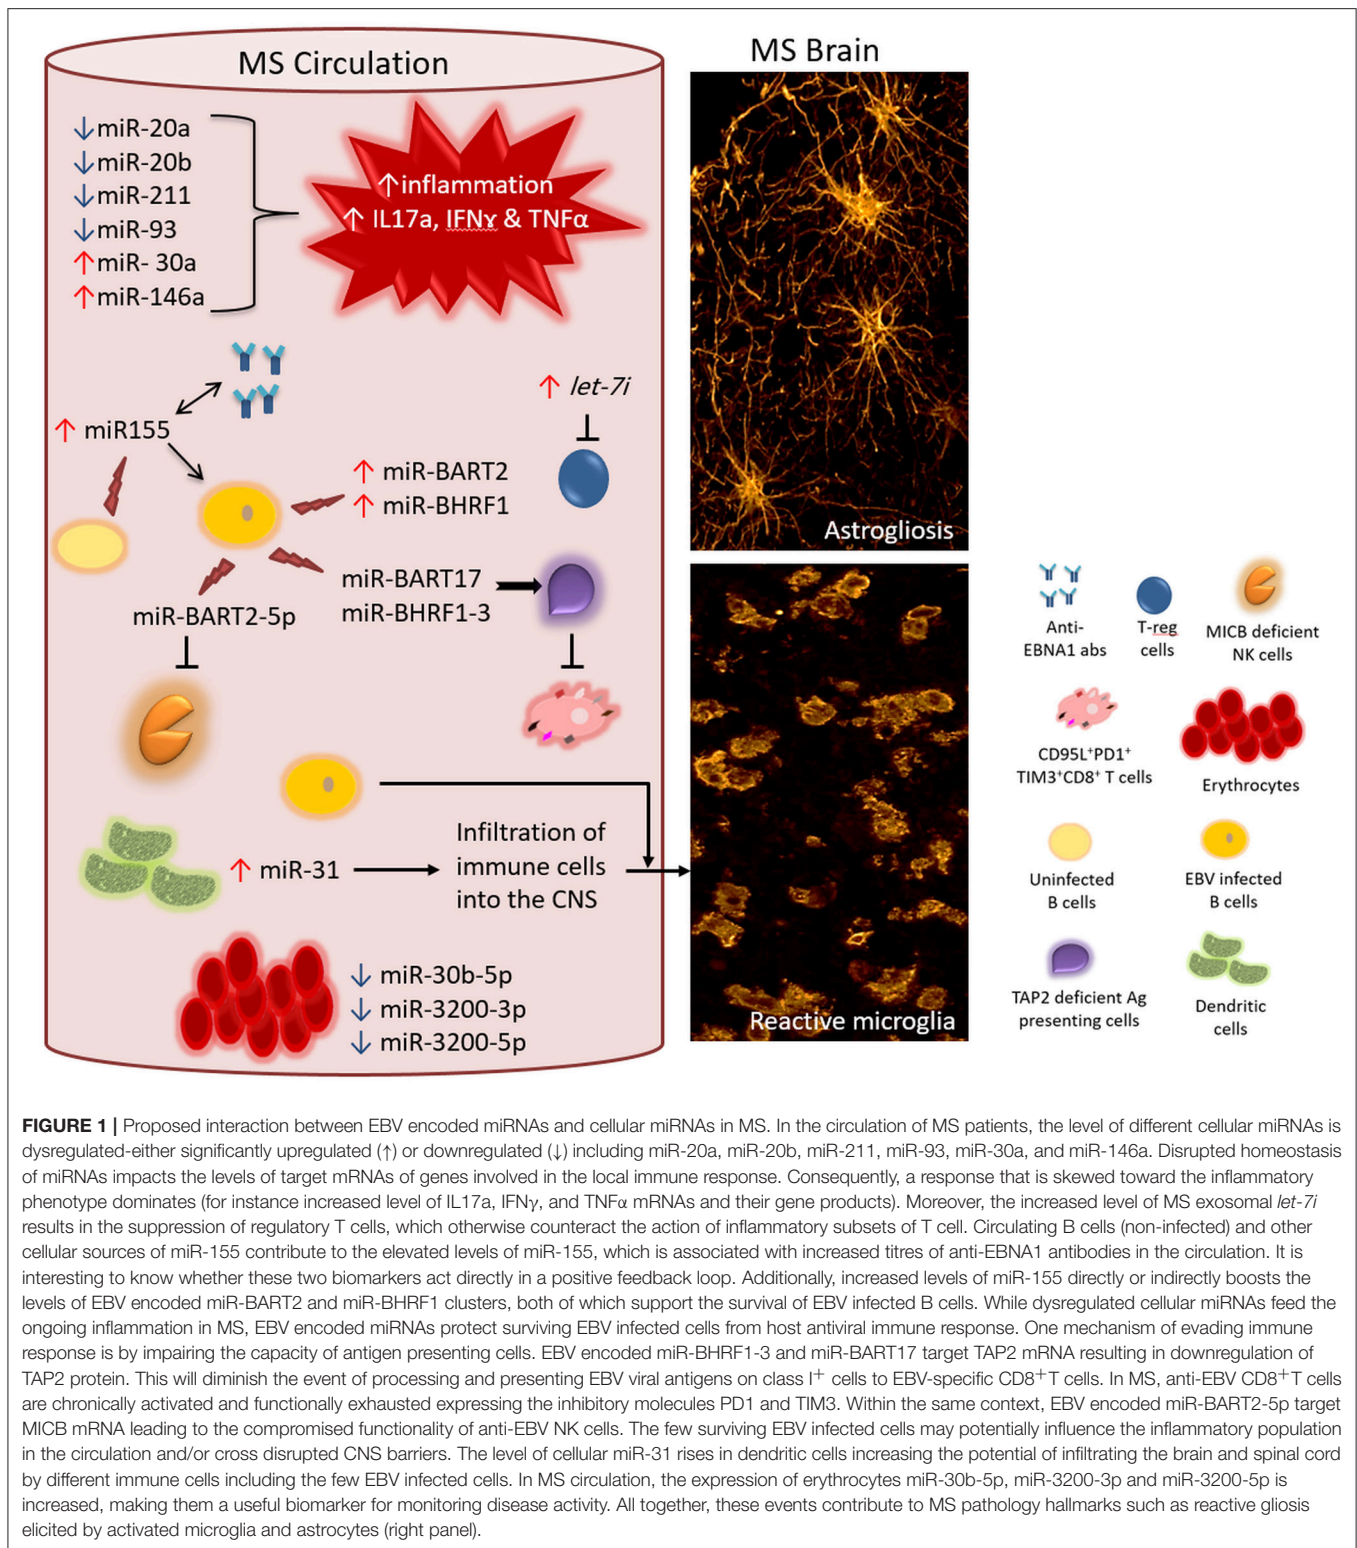 MS Circulation
MS Brain
↓miR-20a
↓miR-20b
↓miR-211
↓miR-93
↑miR- 30a
↑miR-146a
↑inflammation
↑ IL17a, IFNɣ & TNFα
↑ let-7i
↑ miR155
↑ miR-BART2
↑ miR-BHRF1
miR-BART17
miR-BHRF1-3
miR-BART2-5p
Infiltration of
immune cells
into the CNS
↑ miR-31
↓ miR-30b-5p
↓ miR-3200-3p
↓ miR-3200-5p
Astrogliosis
Reactive microglia
Anti-
EBNA1 abs
T-reg
cells
MICB deficient
NK cells
CD95L⁺PD1⁺
TIM3⁺CD8⁺ T cells
Erythrocytes
Uninfected
B cells
EBV infected
B cells
TAP2 deficient Ag
presenting cells
Dendritic
cells
FIGURE 1 | Proposed interaction between EBV encoded miRNAs and cellular miRNAs in MS. In the circulation of MS patients, the level of different cellular miRNAs is
dysregulated-either significantly upregulated (↑) or downregulated (↓) including miR-20a, miR-20b, miR-211, miR-93, miR-30a, and miR-146a. Disrupted homeostasis
of miRNAs impacts the levels of target mRNAs of genes involved in the local immune response. Consequently, a response that is skewed toward the inflammatory
phenotype dominates (for instance increased level of IL17a, IFNγ, and TNFα mRNAs and their gene products). Moreover, the increased level of MS exosomal let-7i
results in the suppression of regulatory T cells, which otherwise counteract the action of inflammatory subsets of T cell. Circulating B cells (non-infected) and other
cellular sources of miR-155 contribute to the elevated levels of miR-155, which is associated with increased titres of anti-EBNA1 antibodies in the circulation. It is
interesting to know whether these two biomarkers act directly in a positive feedback loop. Additionally, increased levels of miR-155 directly or indirectly boosts the
levels of EBV encoded miR-BART2 and miR-BHRF1 clusters, both of which support the survival of EBV infected B cells. While dysregulated cellular miRNAs feed the
ongoing inflammation in MS, EBV encoded miRNAs protect surviving EBV infected cells from host antiviral immune response. One mechanism of evading immune
response is by impairing the capacity of antigen presenting cells. EBV encoded miR-BHRF1-3 and miR-BART17 target TAP2 mRNA resulting in downregulation of
TAP2 protein. This will diminish the event of processing and presenting EBV viral antigens on class I⁺ cells to EBV-specific CD8⁺T cells. In MS, anti-EBV CD8⁺T cells
are chronically activated and functionally exhausted expressing the inhibitory molecules PD1 and TIM3. Within the same context, EBV encoded miR-BART2-5p target
MICB mRNA leading to the compromised functionality of anti-EBV NK cells. The few surviving EBV infected cells may potentially influence the inflammatory population
in the circulation and/or cross disrupted CNS barriers. The level of cellular miR-31 rises in dendritic cells increasing the potential of infiltrating the brain and spinal cord
by different immune cells including the few EBV infected cells. In MS circulation, the expression of erythrocytes miR-30b-5p, miR-3200-3p and miR-3200-5p is
increased, making them a useful biomarker for monitoring disease activity. All together, these events contribute to MS pathology hallmarks such as reactive gliosis
elicited by activated microglia and astrocytes (right panel).